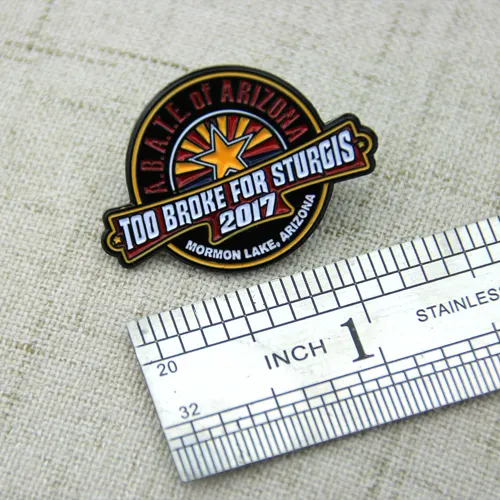 A.B.A.T.E. of ARIZONA
TOO BROKE FOR STURGIS
2017
MORMON LAKE, ARIZONA
INCH 1
STAINLESS
20
32